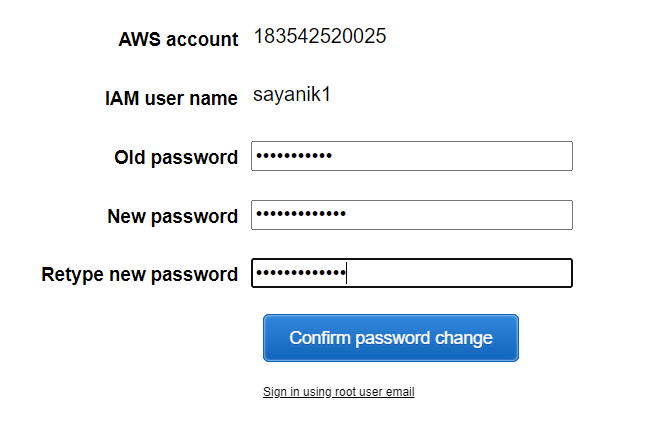 AWS account 183542520025
IAM user name sayanik1
Old password •••••••••••
New password •••••••••••••
Retype new password •••••••••••••
Confirm password change
Sign in using root user email